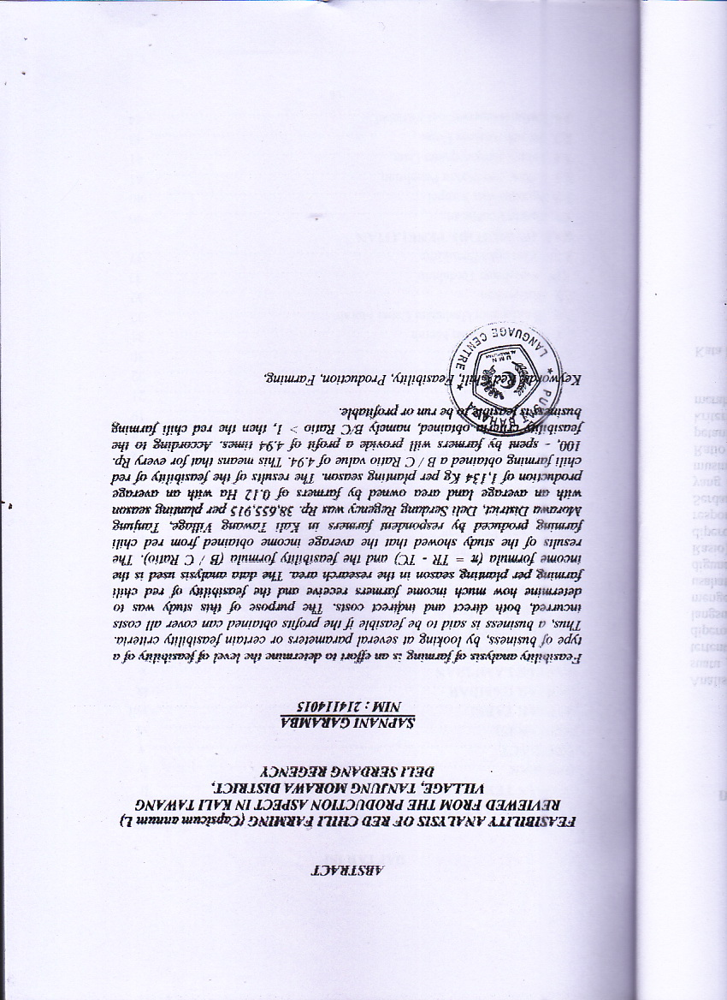 ABSTRACT
FEASIBILITY ANALYSIS OF RED CHILI FARMING (Capsicum annum L)
REVIEWED FROM THE PRODUCTION ASPECT IN KALI TAWANG
VILLAGE, TANJUNG MORAWA DISTRICT,
DELI SERDANG REGENCY
SAPNANI GARAMBA
NIM : 214114015
Feasibility analysis of farming is an effort to determine the level of feasibility of a
type of business, by looking at several parameters or certain feasibility criteria.
Thus, a business is said to be feasible if the profits obtained can cover all costs
incurred, both direct and indirect costs. The purpose of this study was to
determine how much income farmers receive and the feasibility of red chili
farming per planting season in the research area. The data analysis used is the
income formula (π = TR - TC) and the feasibility formula (B / C Ratio). The
results of the study showed that the average income obtained from red chili
farming produced by respondent farmers in Kali Tawang Village, Tanjung
Morawa District, Deli Serdang Regency was Rp. 38,655,915 per planting season
with an average land area owned by farmers of 0.12 Ha with an average
production of 1,134 Kg per planting season. The results of the feasibility of red
chili farming obtained a B / C Ratio value of 4.94. This means that for every Rp.
100, - spent by farmers will provide a profit of 4.94 times. According to the
feasibility criteria obtained, namely B/C Ratio > 1, then the red chili farming
business is feasible to be run or profitable.
Keywords: Red Chili, Feasibility, Production, Farming.
PUSAT BAHASA
UMN
AL WASHLIYAH
LANGUAGE CENTRE